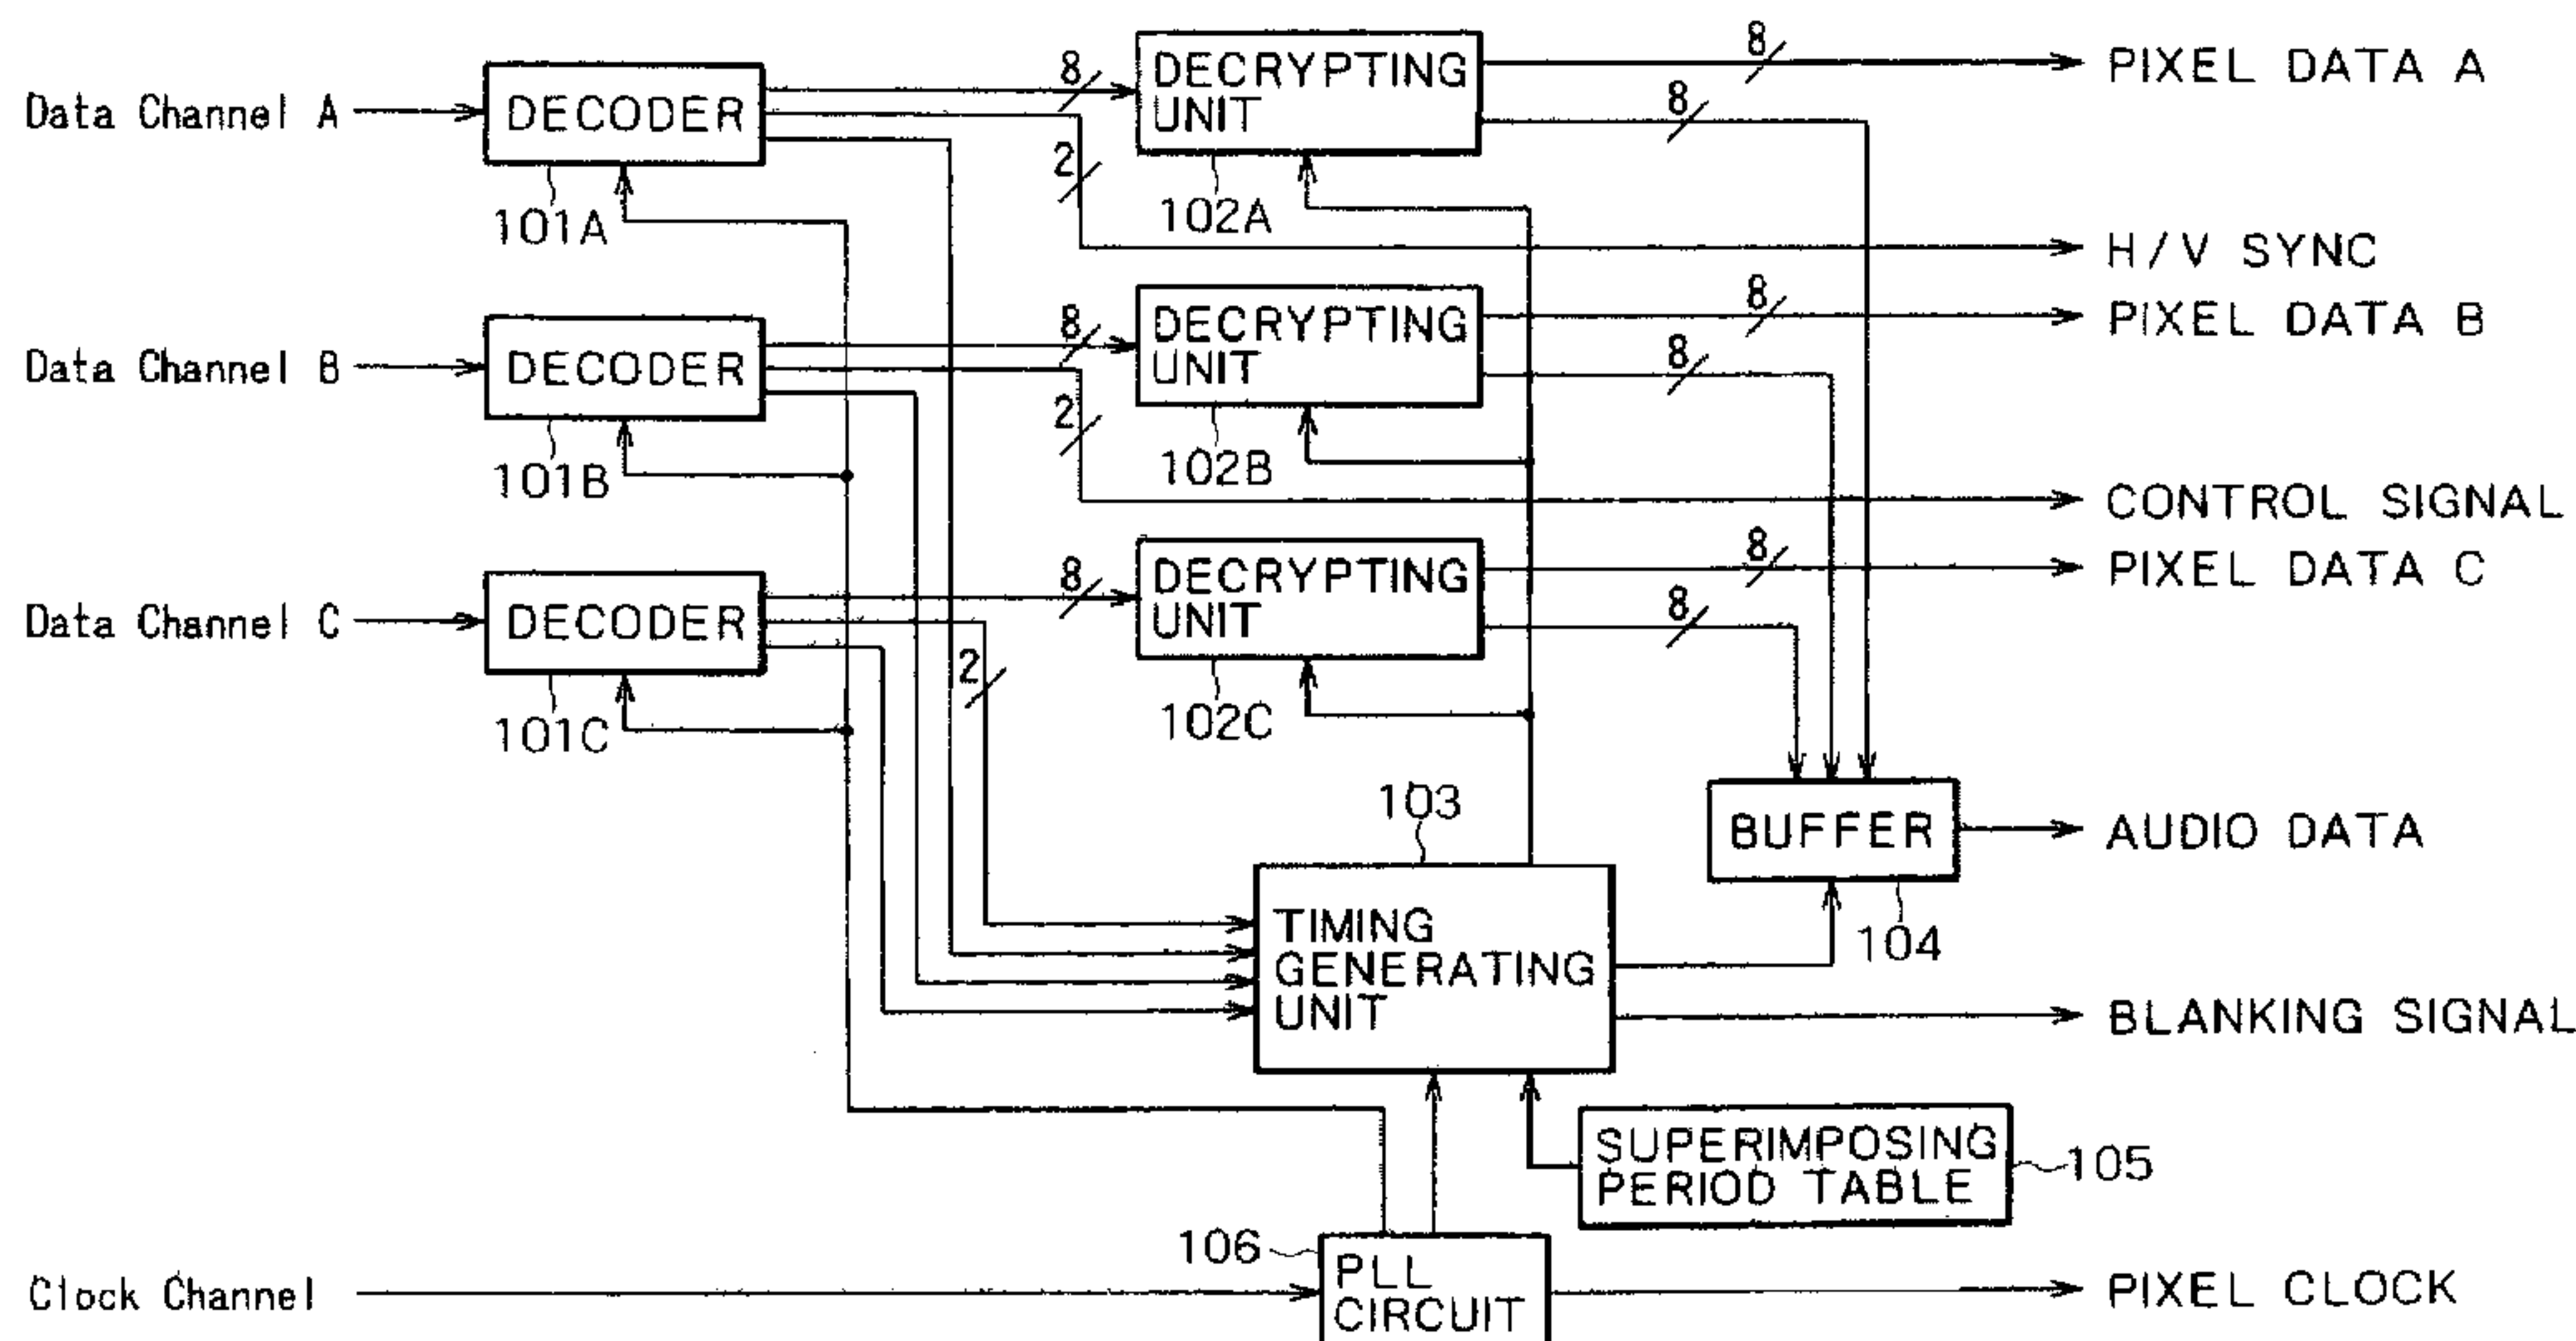 8
8
DECRYPTING
UNIT
PIXEL DATA A
Data Channel A
DECODER
8
2
101A
102A
H/V SYNC
8
8
DECRYPTING
UNIT
PIXEL DATA B
Data Channel B
DECODER
8
2
101B
102B
CONTROL SIGNAL
8
8
DECRYPTING
UNIT
PIXEL DATA C
Data Channel C
DECODER
8
2
101C
102C
103
BUFFER
AUDIO DATA
104
TIMING
GENERATING
UNIT
BLANKING SIGNAL
SUPERIMPOSING
PERIOD TABLE
105
106
Clock Channel
PLL
CIRCUIT
PIXEL CLOCK